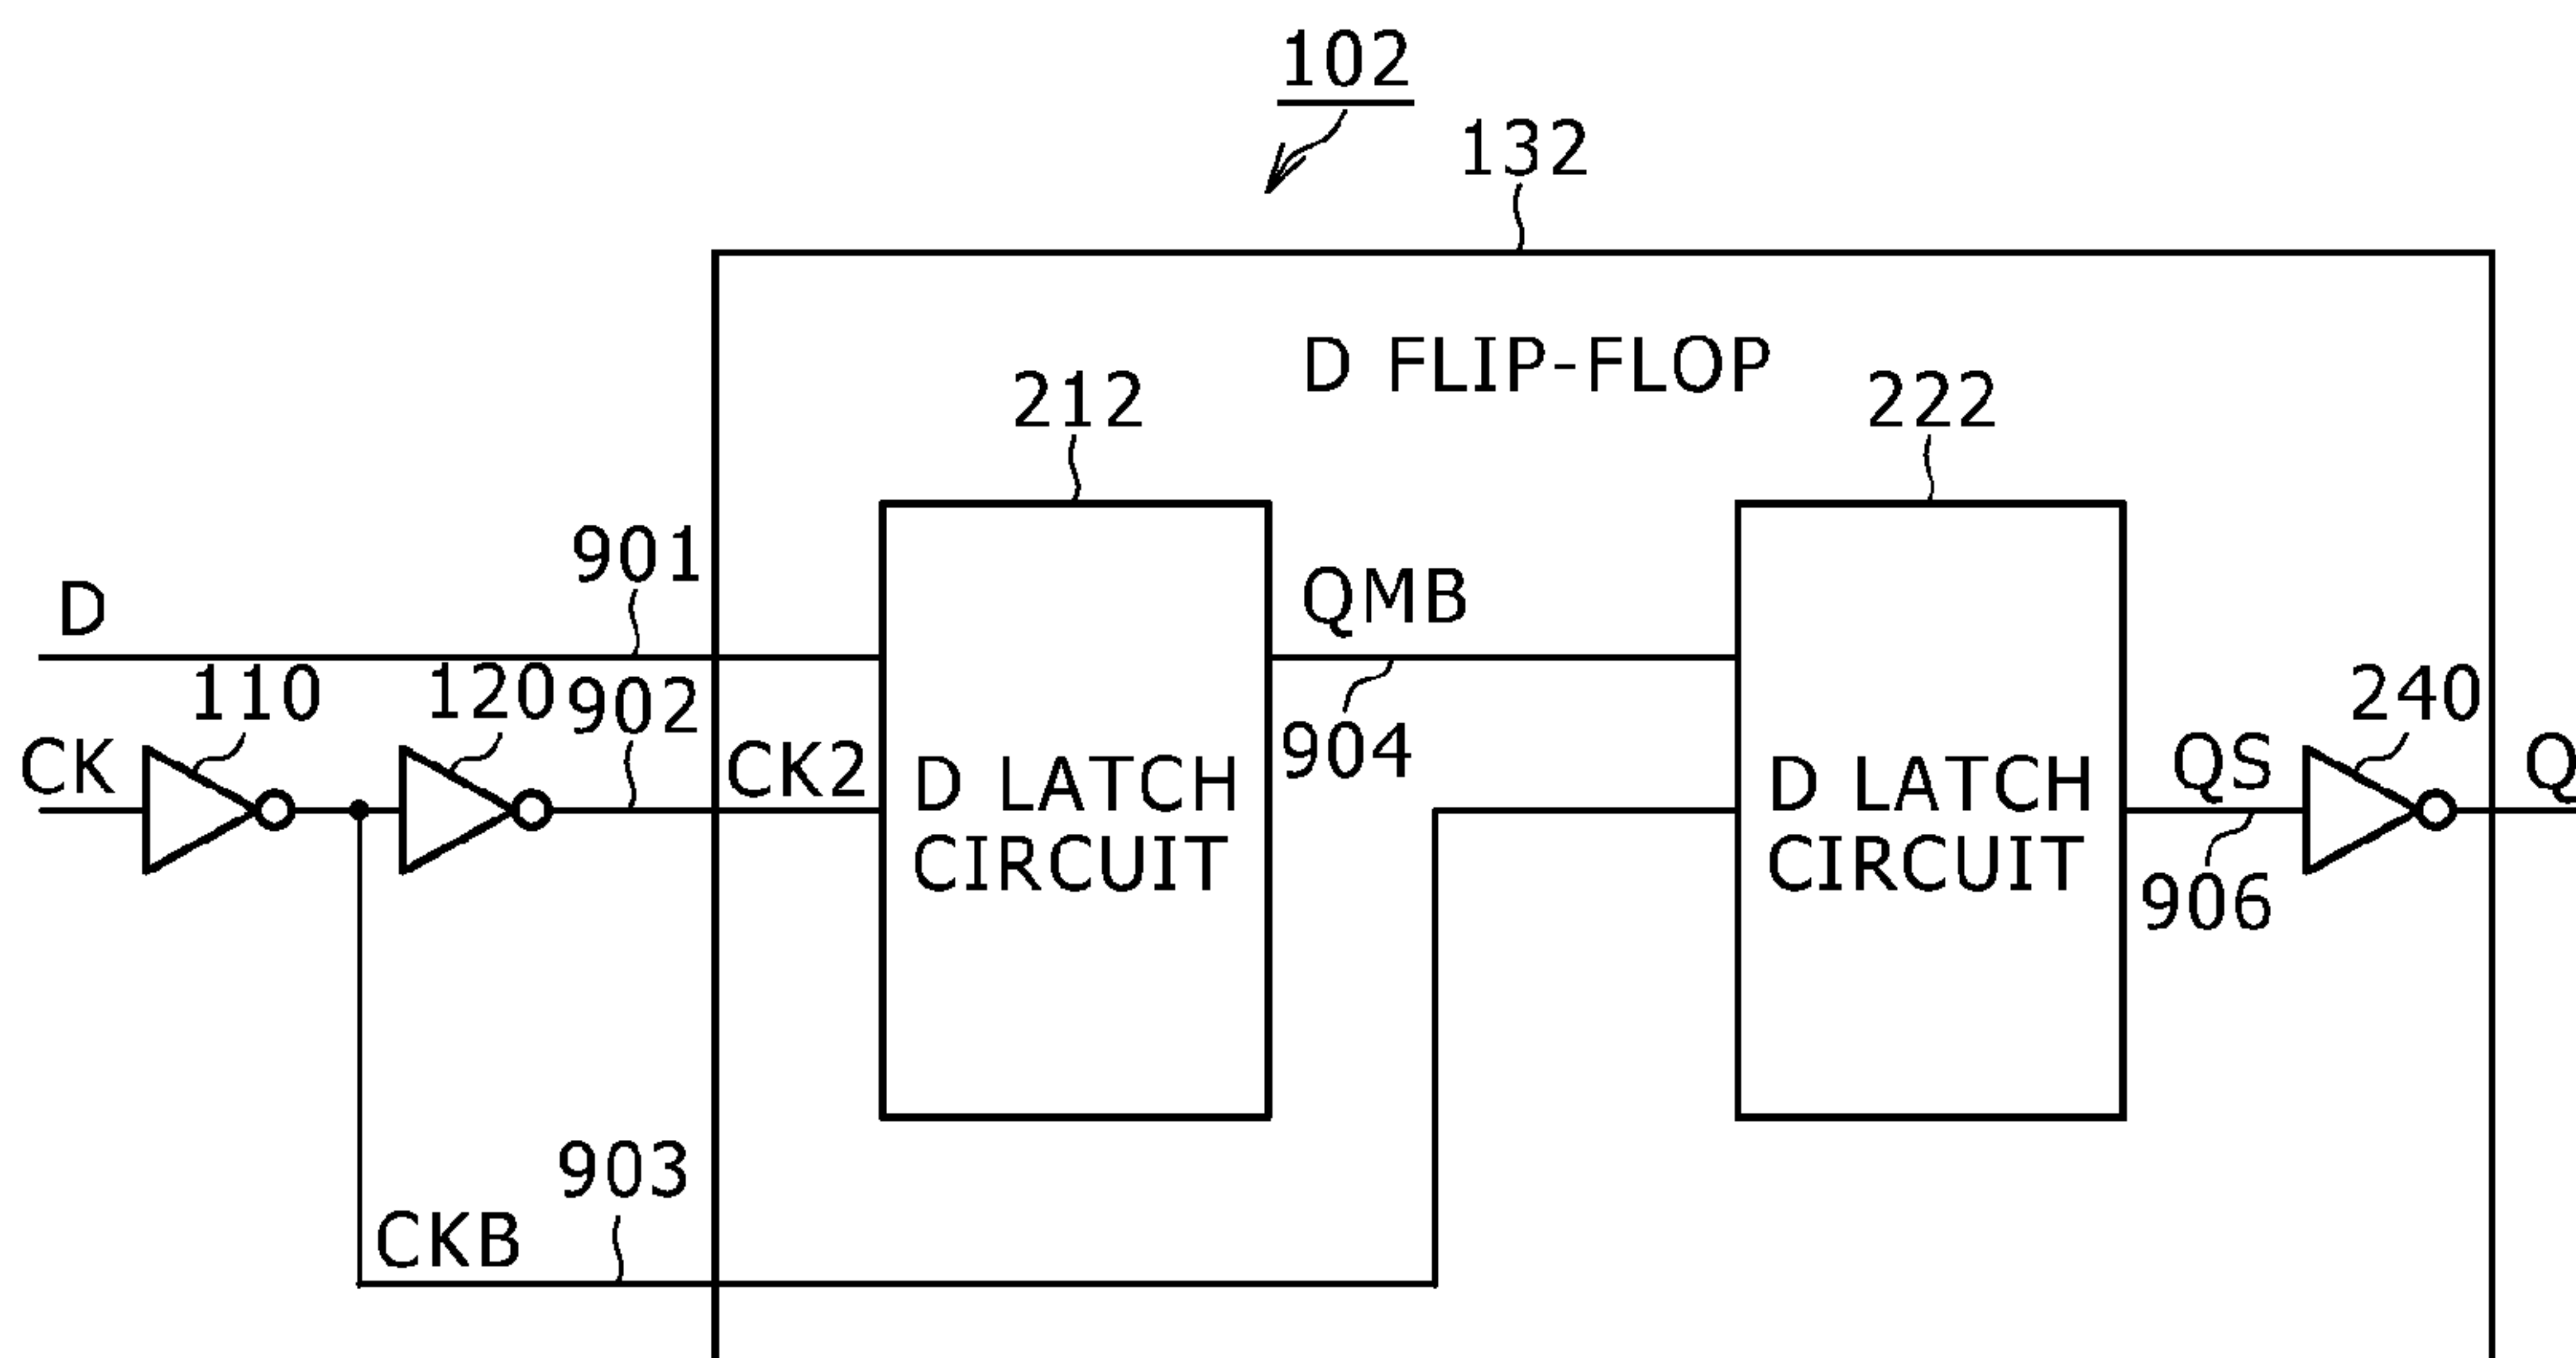 102
132
D FLIP-FLOP
212
222
901
D
QMB
110
120
902
904
240
CK
CK2
D LATCH
CIRCUIT
D LATCH
CIRCUIT
QS
Q
906
903
CKB